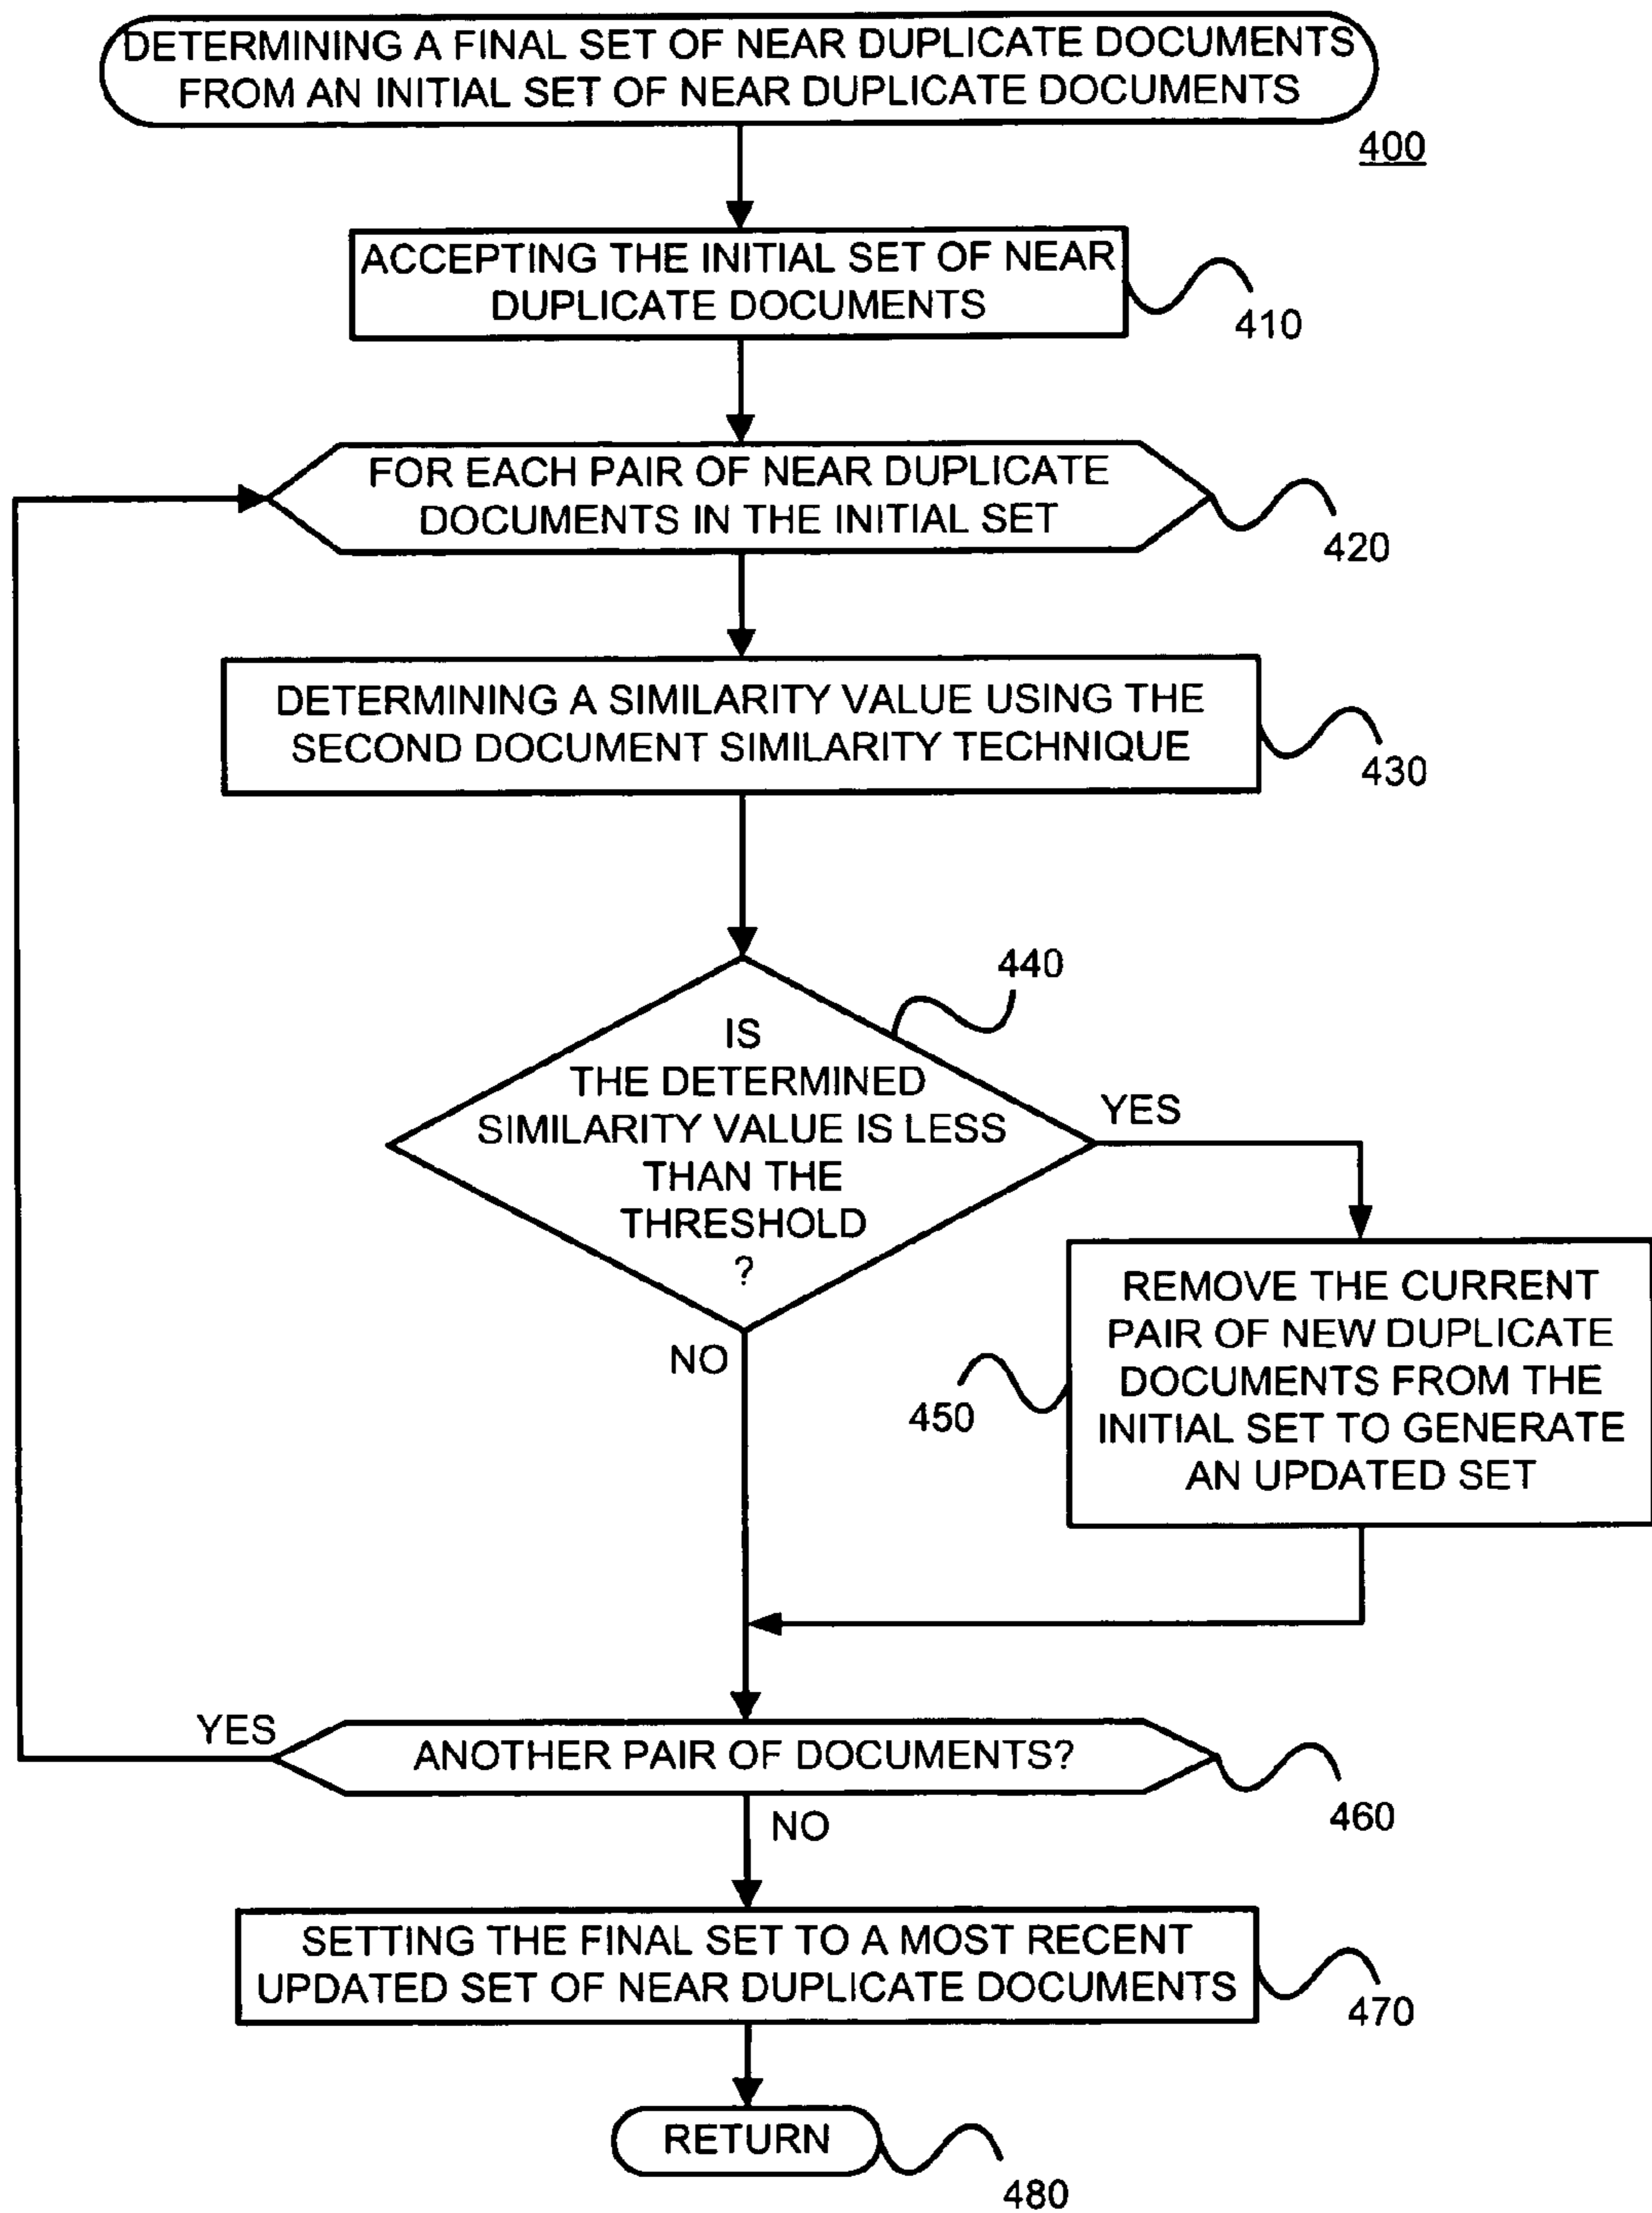 DETERMINING A FINAL SET OF NEAR DUPLICATE DOCUMENTS
FROM AN INITIAL SET OF NEAR DUPLICATE DOCUMENTS
400
ACCEPTING THE INITIAL SET OF NEAR
DUPLICATE DOCUMENTS
410
FOR EACH PAIR OF NEAR DUPLICATE
DOCUMENTS IN THE INITIAL SET
420
DETERMINING A SIMILARITY VALUE USING THE
SECOND DOCUMENT SIMILARITY TECHNIQUE
430
440
IS
THE DETERMINED
SIMILARITY VALUE IS LESS
THAN THE
THRESHOLD
?
YES
NO
REMOVE THE CURRENT
PAIR OF NEW DUPLICATE
DOCUMENTS FROM THE
INITIAL SET TO GENERATE
AN UPDATED SET
450
YES
ANOTHER PAIR OF DOCUMENTS?
460
NO
SETTING THE FINAL SET TO A MOST RECENT
UPDATED SET OF NEAR DUPLICATE DOCUMENTS
470
RETURN
480